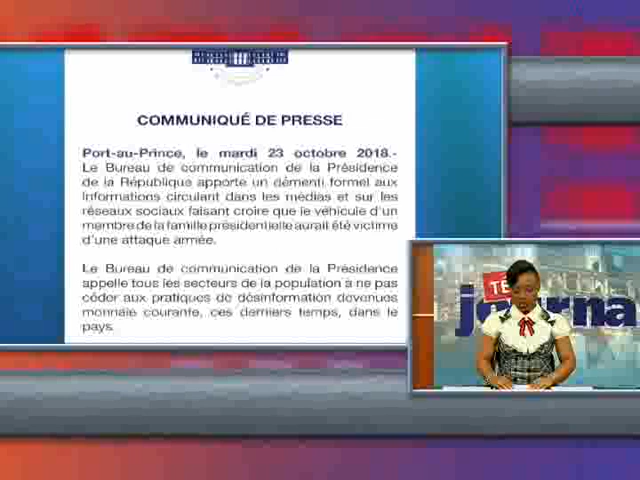 COMMUNIQUÉ DE PRESSE
Port-au-Prince, le mardi 23 octobre 2018.-
Le Bureau de communication de la Présidence
de la République apporte un démenti formel aux
informations circulant dans les médias et sur les
réseaux sociaux faisant croire que le véhicule d'un
membre de la famille présidentielle aurait été victime
d'une attaque armée.
Le Bureau de communication de la Présidence
appelle tous les secteurs de la population à ne pas
céder aux pratiques de désinformation devenues
monnaie courante, ces derniers temps, dans le
pays.
TÉ
journa